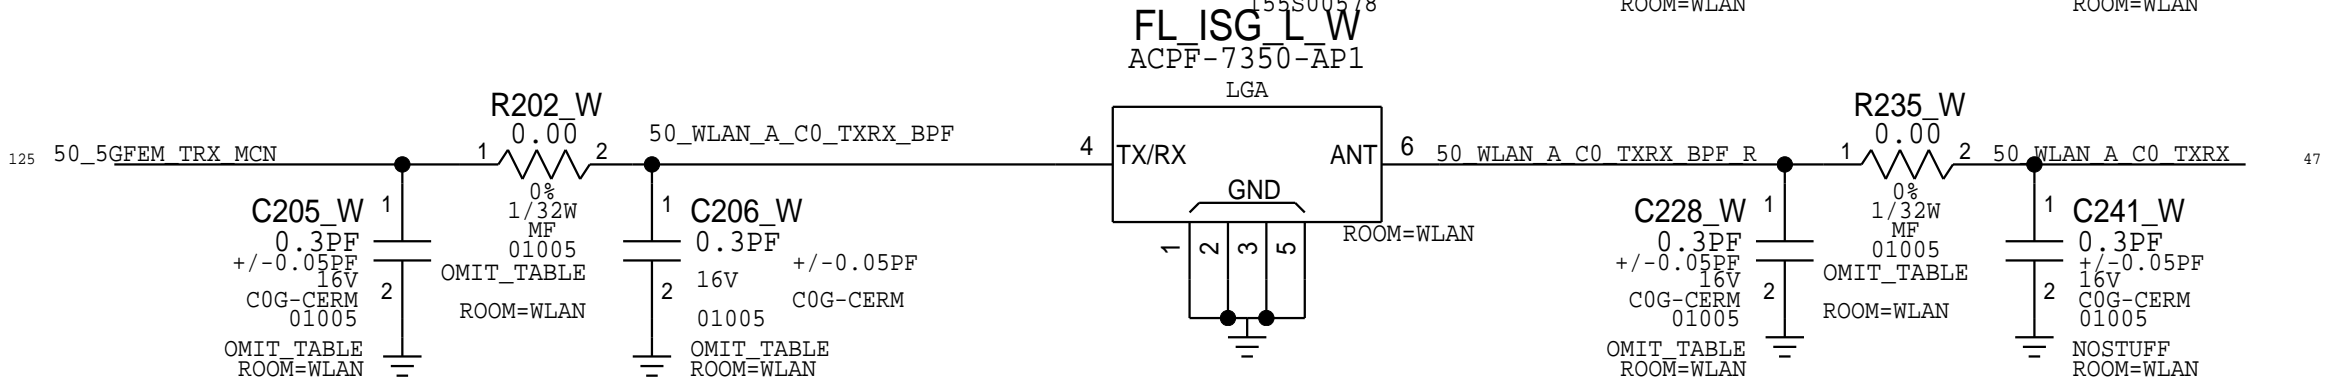 155S00578
ROOM=WLAN
ROOM=WLAN
FL_ISG_L_W
ACPF-7350-AP1
LGA
125
50_5GFEM_TRX_MCN
R202_W
0.00
1
2
0%
1/32W
MF
01005
OMIT_TABLE
ROOM=WLAN
C205_W
1
0.3PF
+/-0.05PF
16V
2
C0G-CERM
01005
OMIT_TABLE
ROOM=WLAN
50_WLAN_A_C0_TXRX_BPF
1
C206_W
0.3PF
+/-0.05PF
2
16V
C0G-CERM
01005
OMIT_TABLE
ROOM=WLAN
4
TX/RX
ANT
6
GND
1
2
3
5
ROOM=WLAN
50_WLAN_A_C0_TXRX_BPF_R
C228_W
1
0.3PF
+/-0.05PF
16V
2
C0G-CERM
01005
OMIT_TABLE
ROOM=WLAN
R235_W
0.00
1
2
0%
1/32W
MF
01005
OMIT_TABLE
ROOM=WLAN
50_WLAN_A_C0_TXRX
47
1
C241_W
0.3PF
+/-0.05PF
16V
2
C0G-CERM
01005
NOSTUFF
ROOM=WLAN